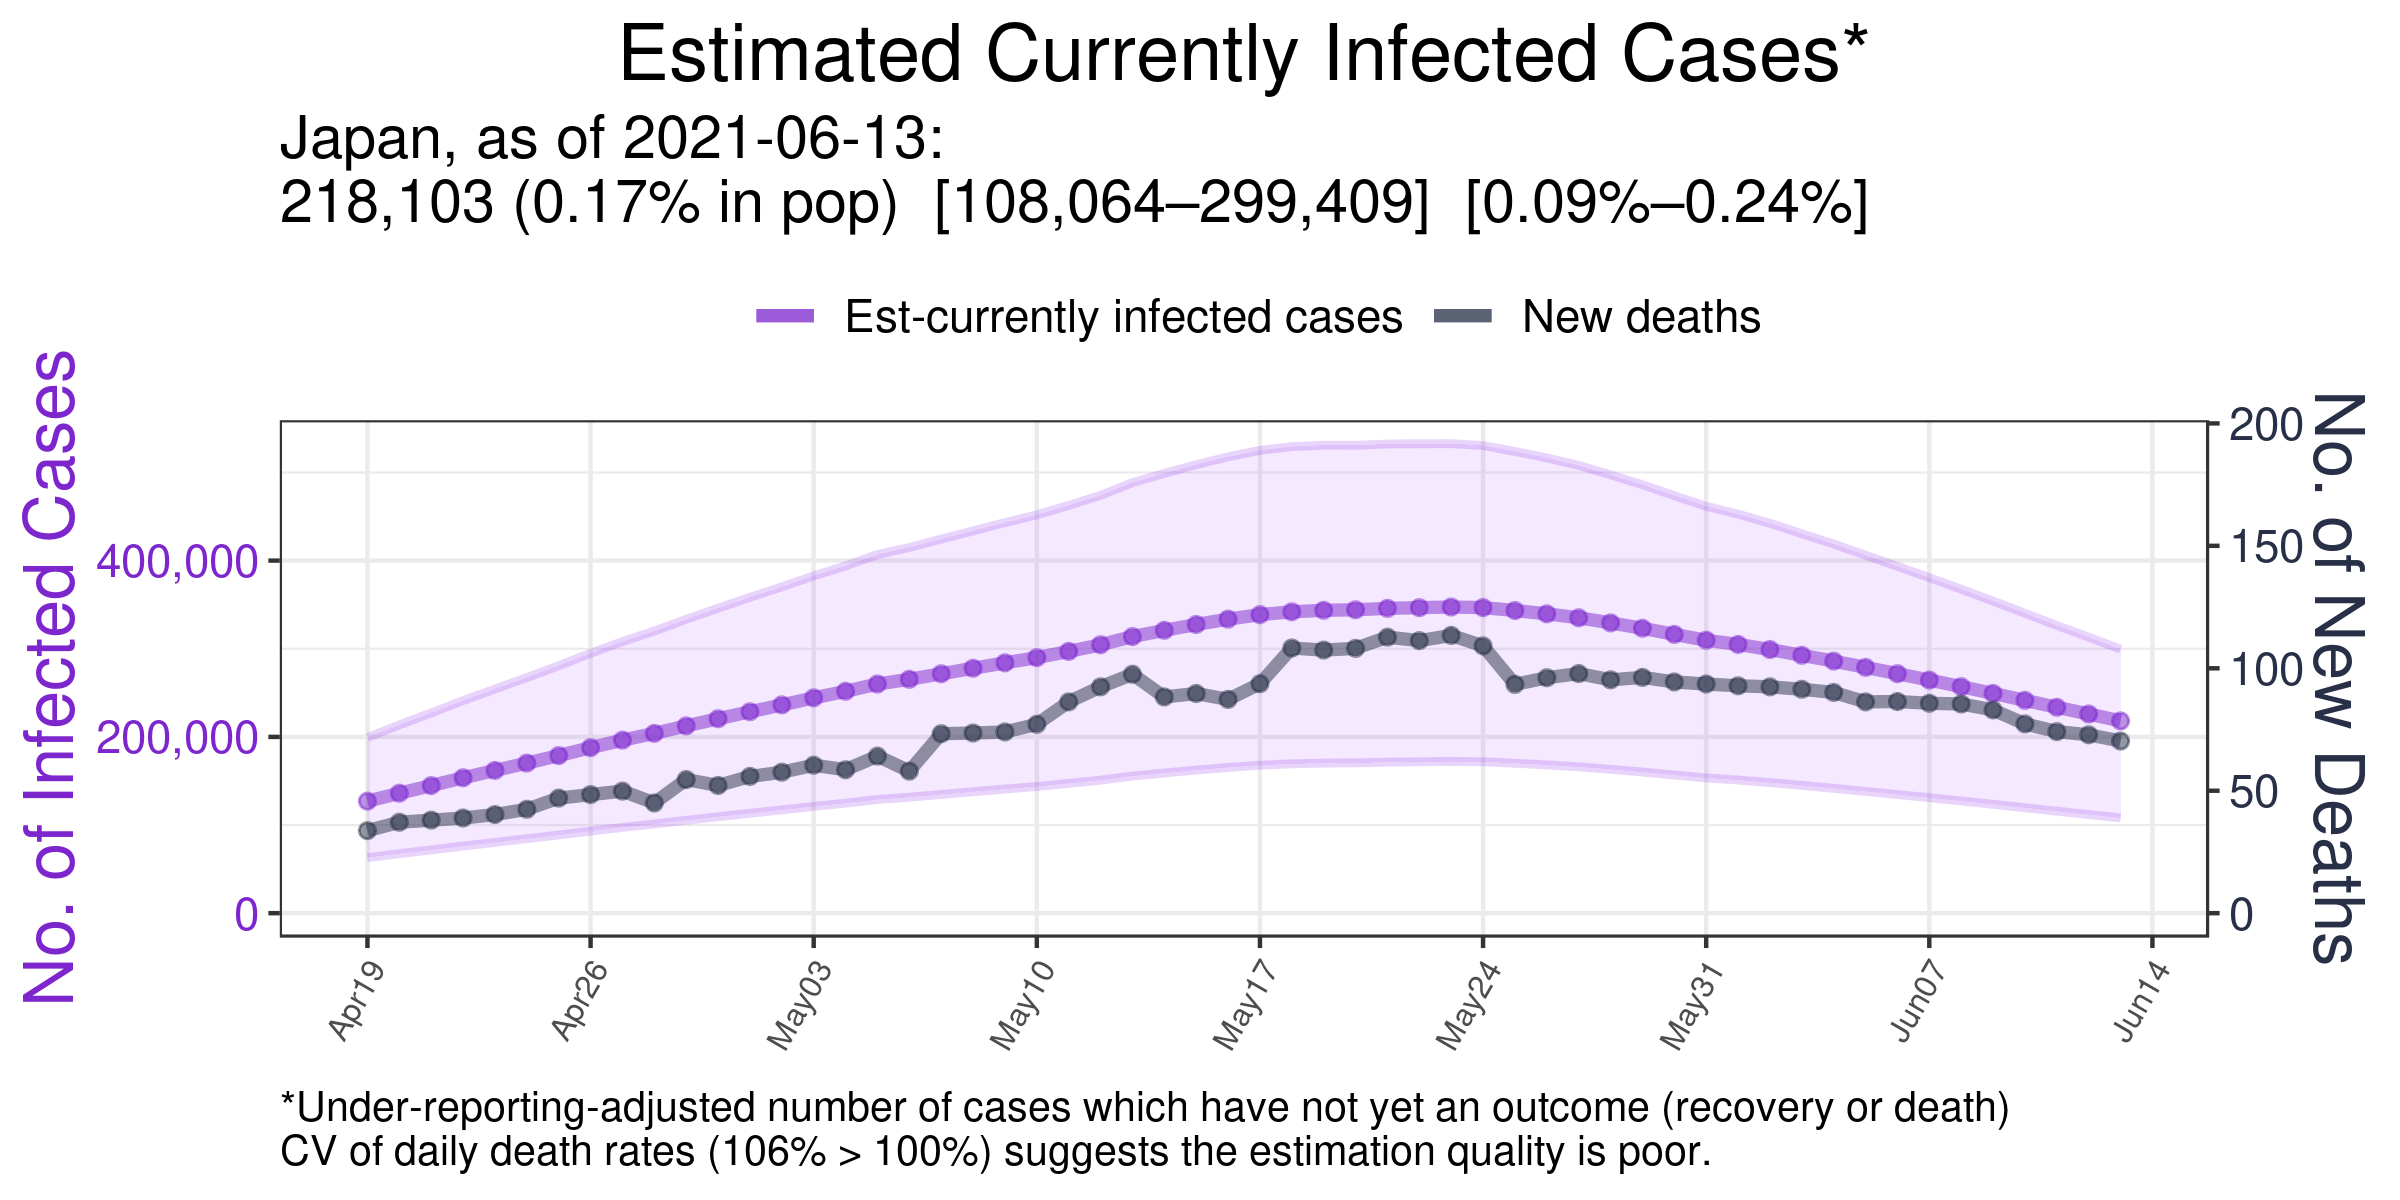 Estimated Currently Infected Cases*
Japan, as of 2021-06-13:
218,103 (0.17% in pop)  [108,064–299,409]  [0.09%–0.24%]
Est-currently infected cases
New deaths
No. of Infected Cases
400,000
200,000
0
200
150
100
50
0
No. of New Deaths
Apr19
Apr26
May03
May10
May17
May24
May31
Jun07
Jun14
*Under-reporting-adjusted number of cases which have not yet an outcome (recovery or death)
CV of daily death rates (106% > 100%) suggests the estimation quality is poor.